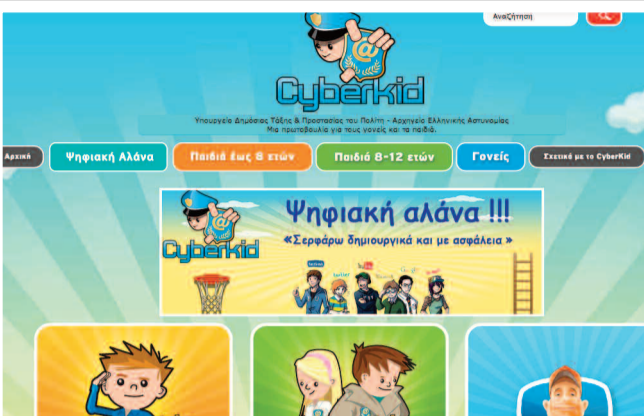 Αναζήτηση
Cyberkid
Υπουργείο Δημόσιας Τάξης & Προστασίας του Πολίτη - Αρχηγείο Ελληνικής Αστυνομίας
Μια πρωτοβουλία για τους γονείς και τα παιδιά.
Αρχική
Ψηφιακή Αλάνα
Παιδιά έως 8 ετών
Παιδιά 8-12 ετών
Γονείς
Σχετικά με το CyberKid
Ψηφιακή αλάνα !!!
«Σερφάρω δημιουργικά και με ασφάλεια »
Cyberkid
twitter